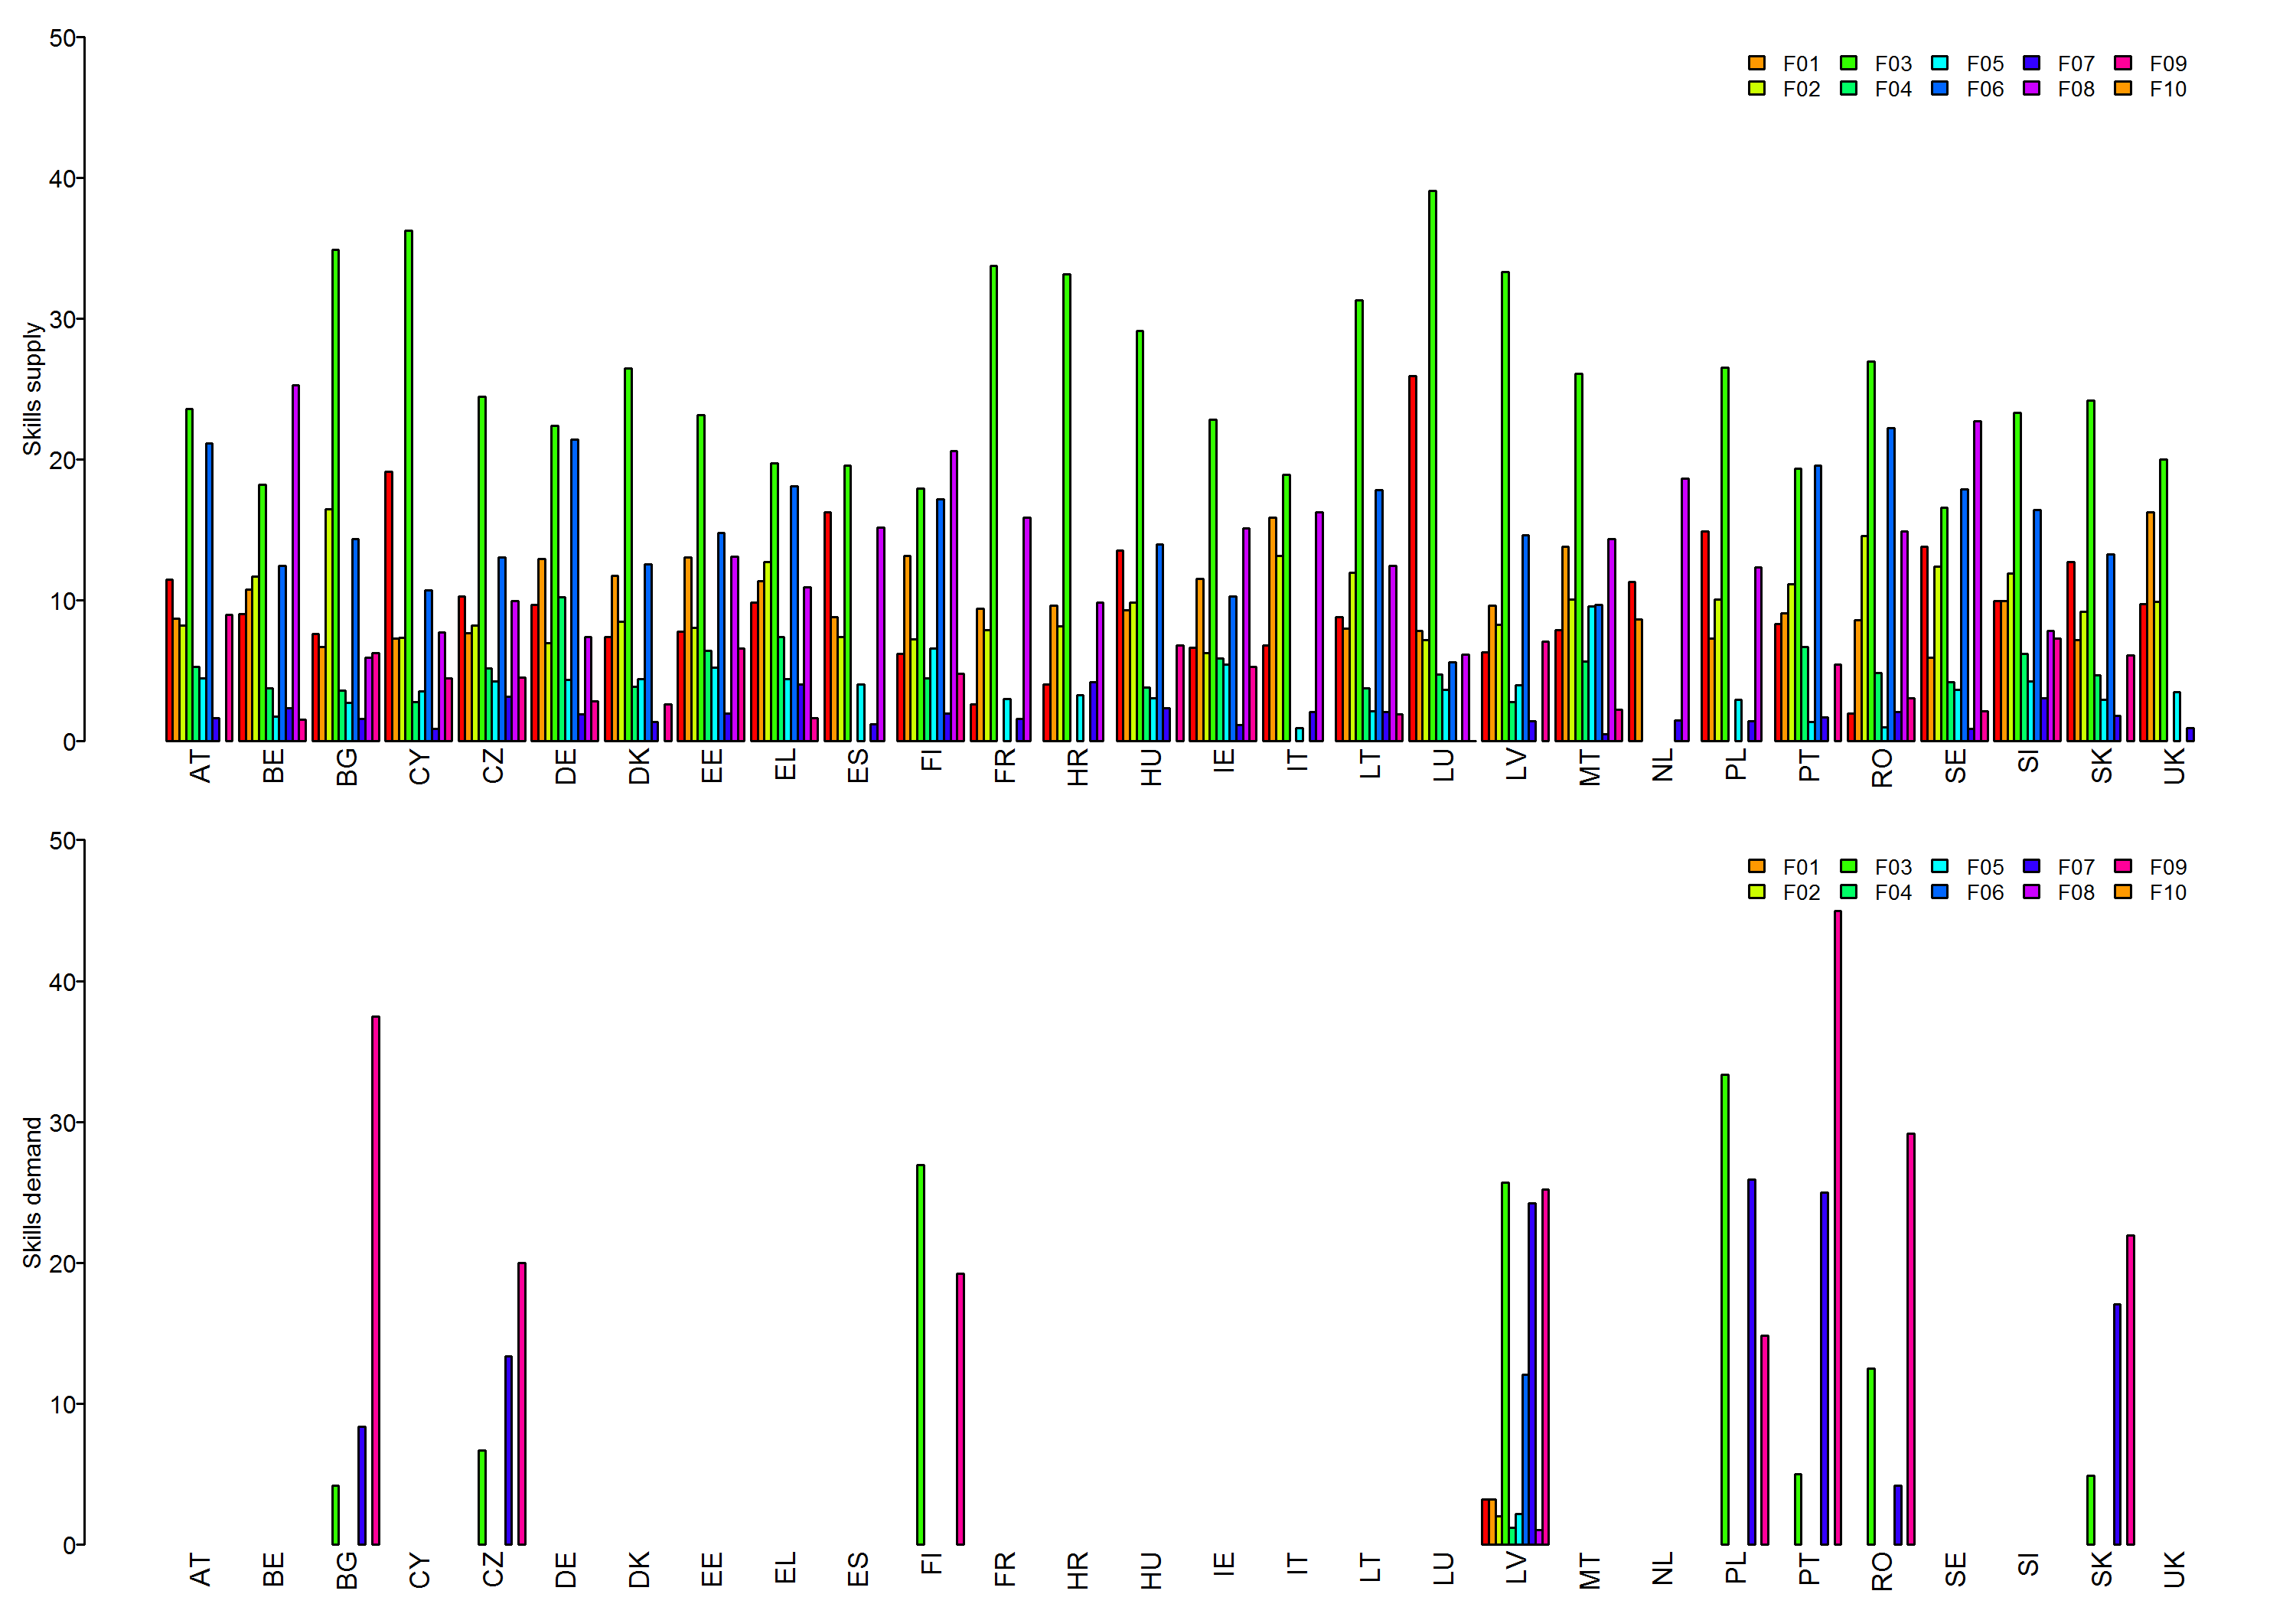 50
40
30
20
10
0
Skills supply
F01 F03 F05 F07 F09
F02 F04 F06 F08 F10
AT BE BG CY CZ DE DK EE EL ES FI FR HR HU IE IT LT LU LV MT NL PL PT RO SE SI SK UK
50
40
30
20
10
0
Skills demand
F01 F03 F05 F07 F09
F02 F04 F06 F08 F10
AT BE BG CY CZ DE DK EE EL ES FI FR HR HU IE IT LT LU LV MT NL PL PT RO SE SI SK UK